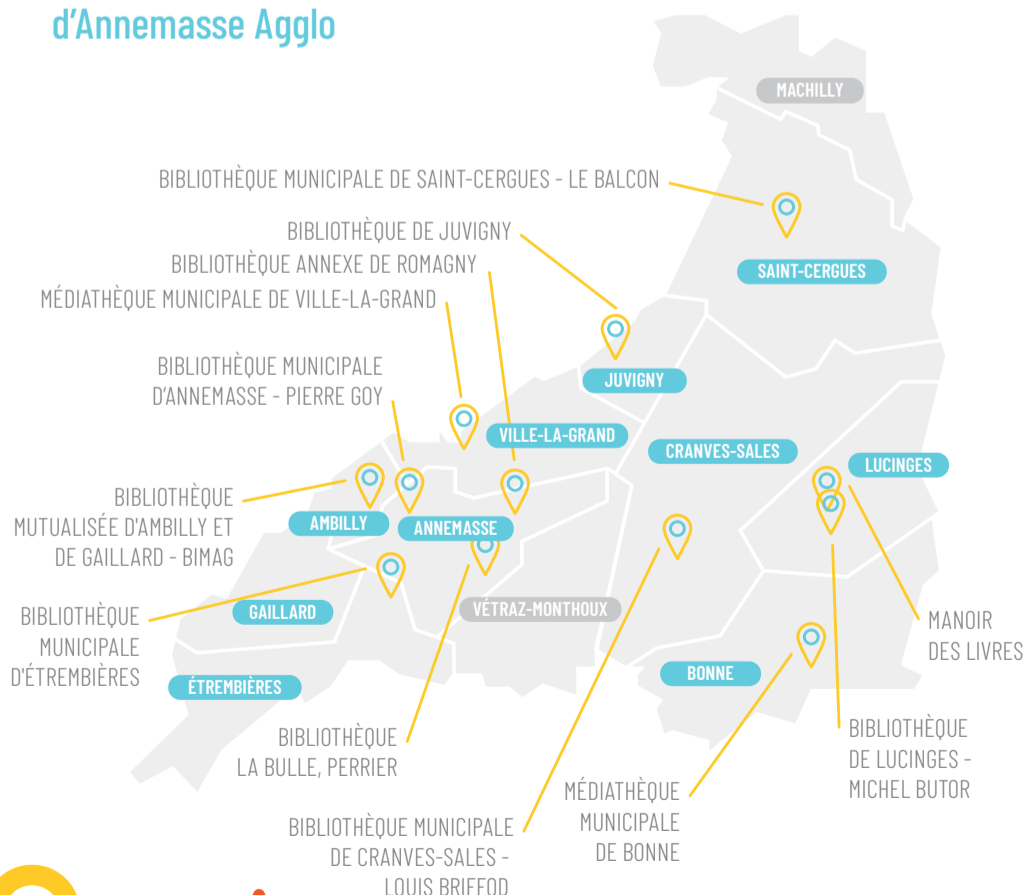 d'Annemasse Agglo
MACHILLY
BIBLIOTHÈQUE MUNICIPALE DE SAINT-CERGUES - LE BALCON
BIBLIOTHÈQUE DE JUVIGNY
BIBLIOTHÈQUE ANNEXE DE ROMAGNY
SAINT-CERGUES
MÉDIATHÈQUE MUNICIPALE DE VILLE-LA-GRAND
BIBLIOTHÈQUE MUNICIPALE
D'ANNEMASSE - PIERRE GOY
JUVIGNY
VILLE-LA-GRAND
CRANVES-SALES
LUCINGES
BIBLIOTHÈQUE
MUTUALISÉE D'AMBILLY ET
DE GAILLARD - BIMAG
AMBILLY
ANNEMASSE
BIBLIOTHÈQUE
MUNICIPALE
D'ÉTREMBIÈRES
GAILLARD
VÉTRAZ-MONTHOUX
MANOIR
DES LIVRES
ÉTREMBIÈRES
BONNE
BIBLIOTHÈQUE
LA BULLE, PERRIER
BIBLIOTHÈQUE
DE LUCINGES -
MICHEL BUTOR
MÉDIATHÈQUE
MUNICIPALE
DE BONNE
BIBLIOTHÈQUE MUNICIPALE
DE CRANVES-SALES -
LOUIS BRIFFOD